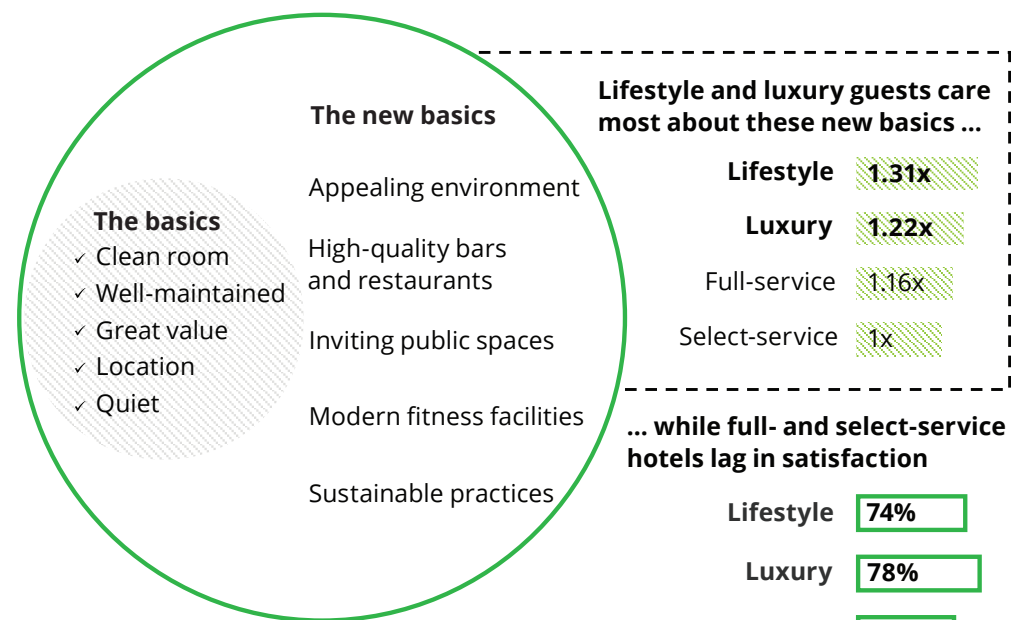 The basics
✓ Clean room
✓ Well-maintained
✓ Great value
✓ Location
✓ Quiet
The new basics
Appealing environment
High-quality bars
and restaurants
Inviting public spaces
Modern fitness facilities
Sustainable practices
Lifestyle and luxury guests care
most about these new basics ...
Lifestyle 1.31x
Luxury 1.22x
Full-service 1.16x
Select-service 1x
... while full- and select-service
hotels lag in satisfaction
Lifestyle 74%
Luxury 78%